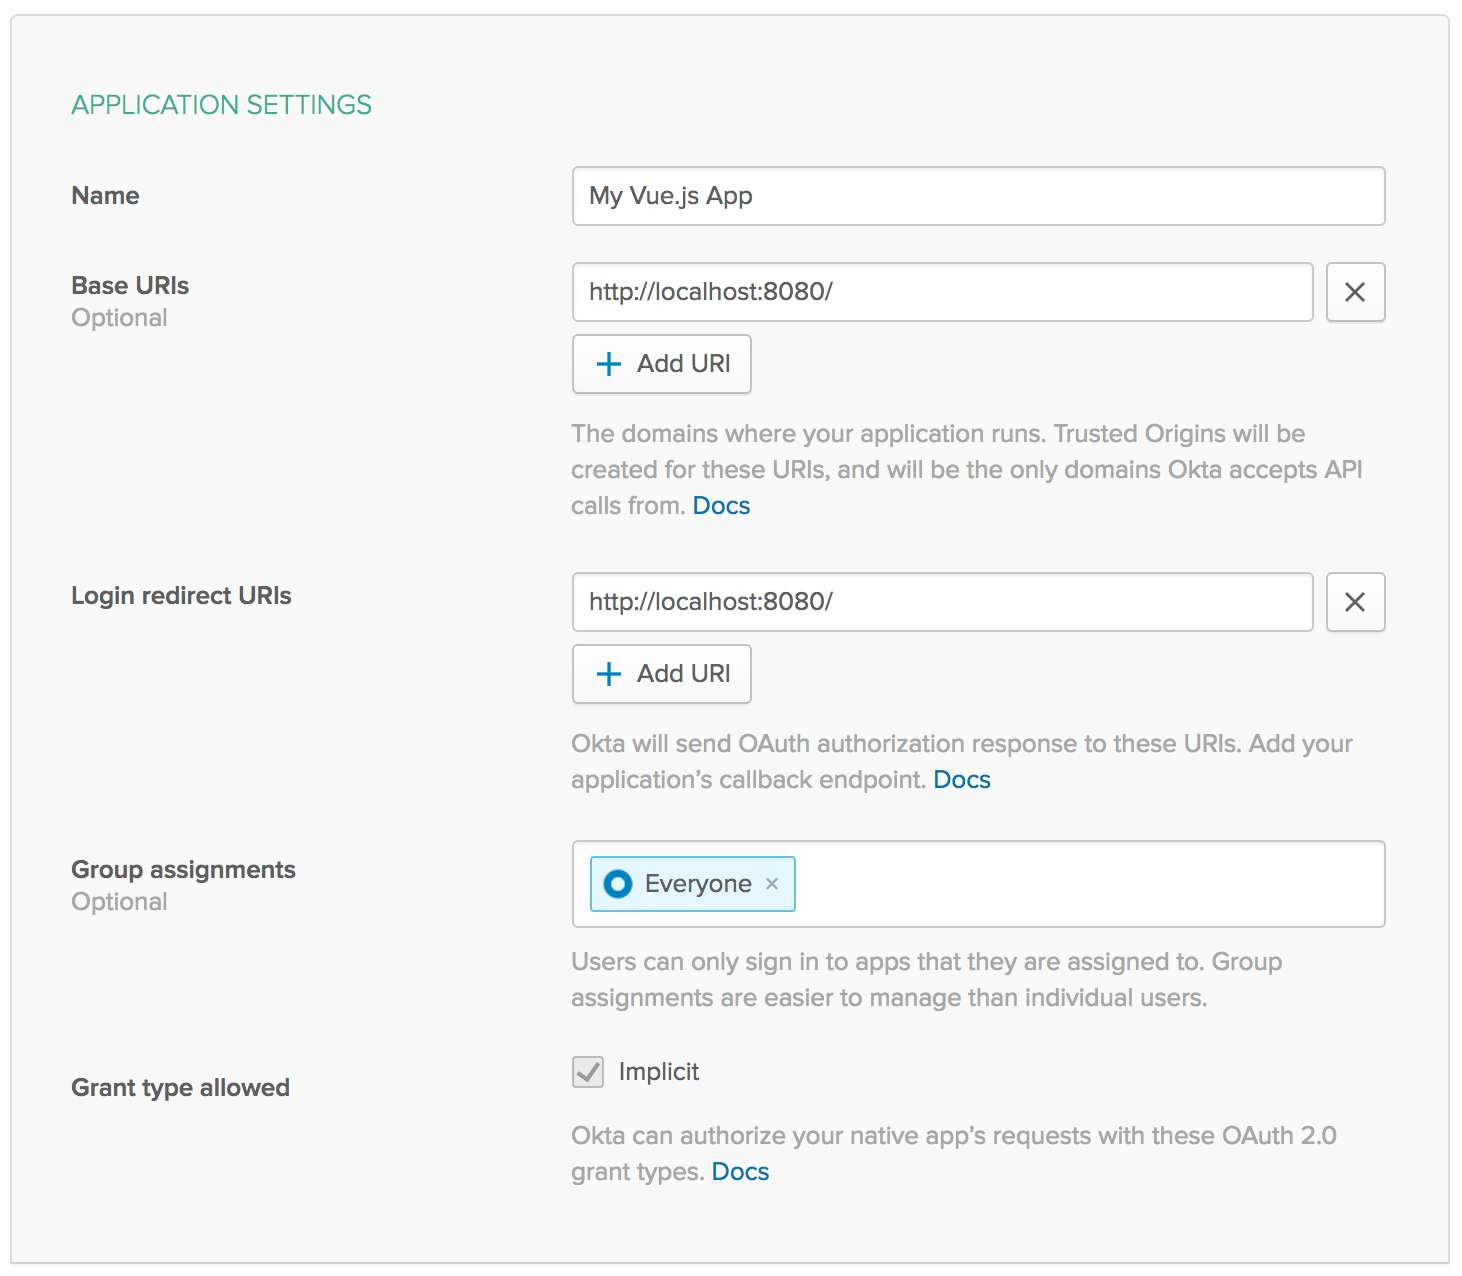 APPLICATION SETTINGS
Name
My Vue.js App
Base URIs
Optional
http://localhost:8080/
Add URI
The domains where your application runs. Trusted Origins will be
created for these URIs, and will be the only domains Okta accepts API
calls from. Docs
Login redirect URIs
http://localhost:8080/
Add URI
Okta will send OAuth authorization response to these URIs. Add your
application’s callback endpoint. Docs
Group assignments
Optional
Everyone
Users can only sign in to apps that they are assigned to. Group
assignments are easier to manage than individual users.
Grant type allowed
Implicit
Okta can authorize your native app’s requests with these OAuth 2.0
grant types. Docs